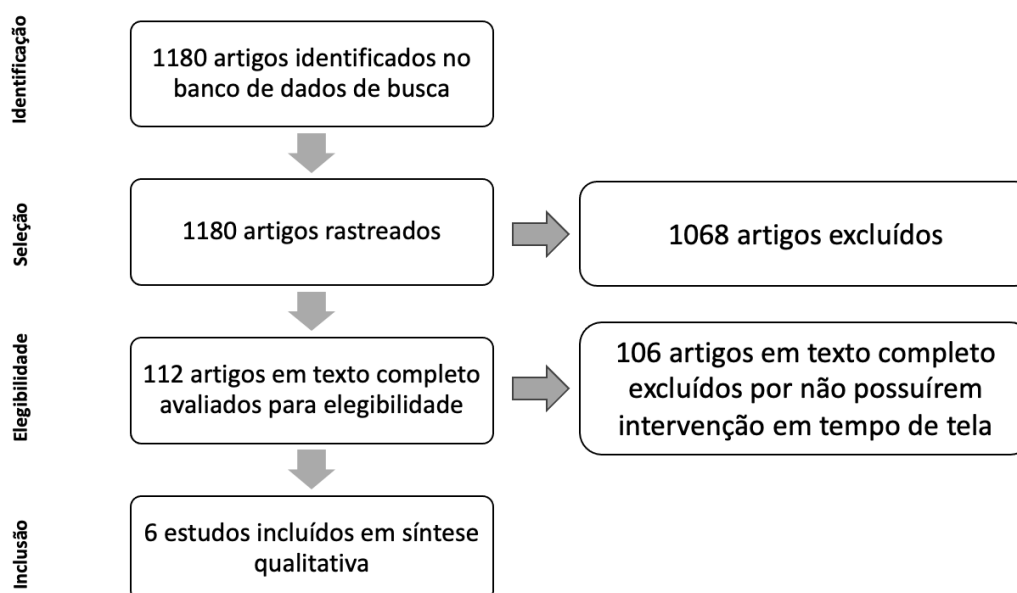 Identificação
1180 artigos identificados no
banco de dados de busca
Seleção
1180 artigos rastreados
1068 artigos excluídos
Elegibilidade
112 artigos em texto completo
avaliados para elegibilidade
106 artigos em texto completo
excluídos por não possuírem
intervenção em tempo de tela
Inclusão
6 estudos incluídos em síntese
qualitativa